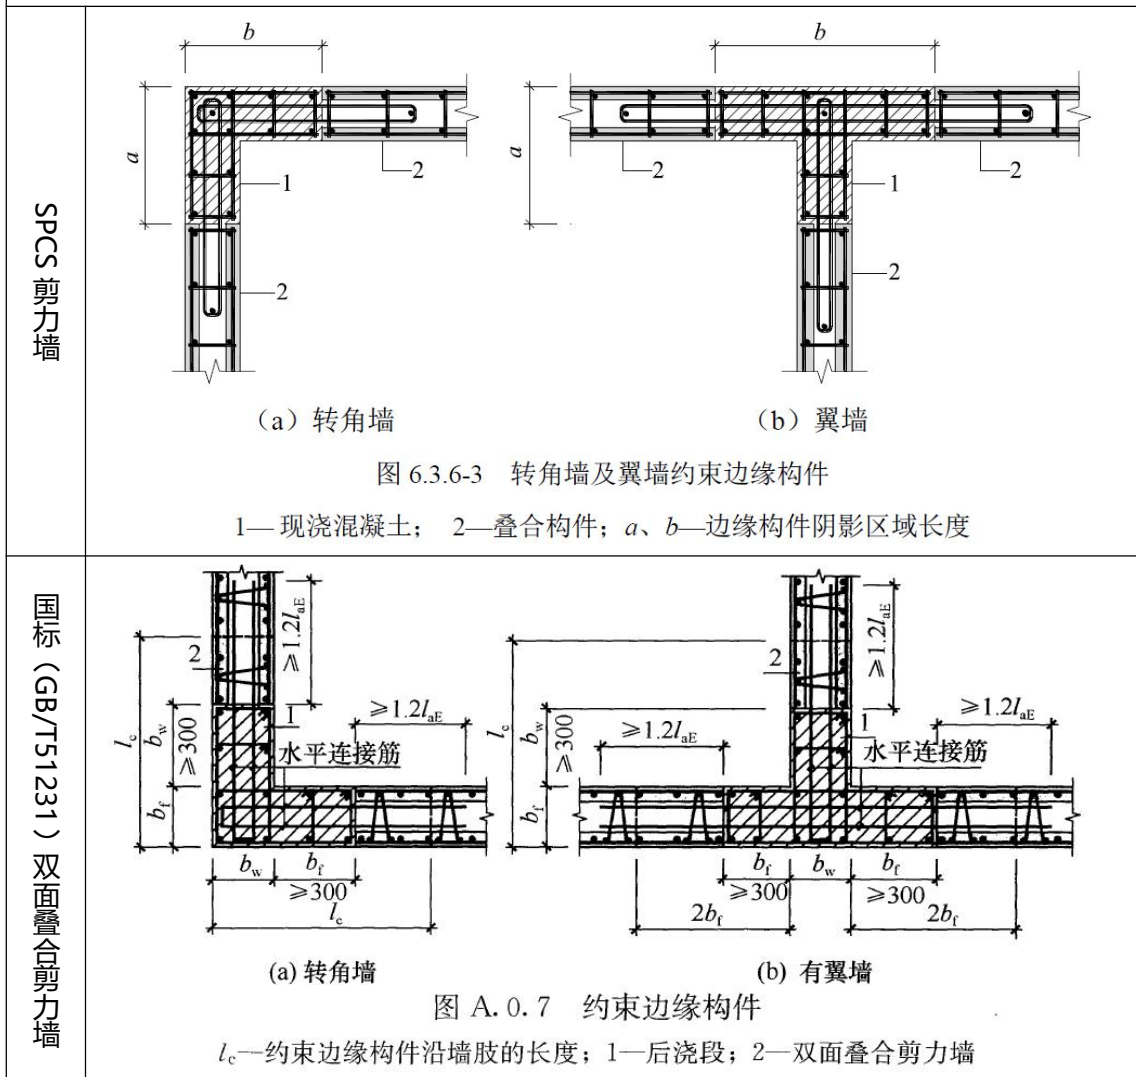 SPCS 剪力墙
b
b
a
a
1
2
2
1
2
2
2
（a）转角墙
（b）翼墙
图 6.3.6-3 转角墙及翼墙约束边缘构件
1—现浇混凝土； 2—叠合构件；a、b—边缘构件阴影区域长度
国标（GB/T51231）双面叠合剪力墙
≥1.2laE
2
lc
bw
≥300
1
≥1.2laE
水平连接筋
bf
bw
bf
≥300
lc
≥1.2laE
2
lc
bw
≥300
≥1.2laE
1
≥1.2laE
水平连接筋
bf
bf
bw
bf
≥300
≥300
2bf
2bf
(a) 转角墙
(b) 有翼墙
图 A.0.7 约束边缘构件
lc—约束边缘构件沿墙肢的长度；1—后浇段；2—双面叠合剪力墙